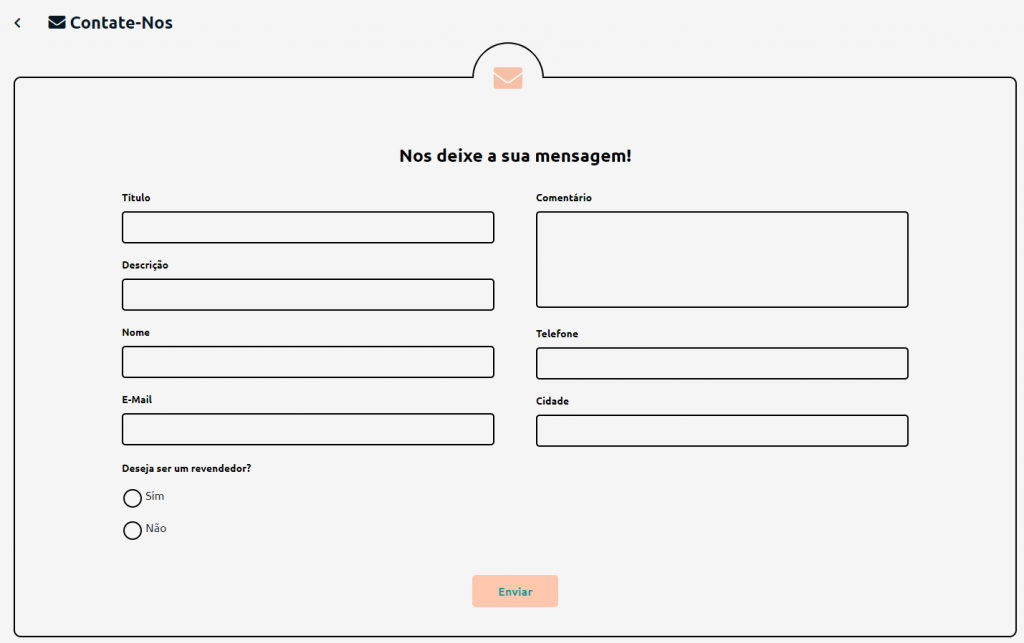 Contate-Nos
Nos deixe a sua mensagem!
Título
Descrição
Nome
E-Mail
Deseja ser um revendedor?
Sim
Não
Comentário
Telefone
Cidade
Enviar